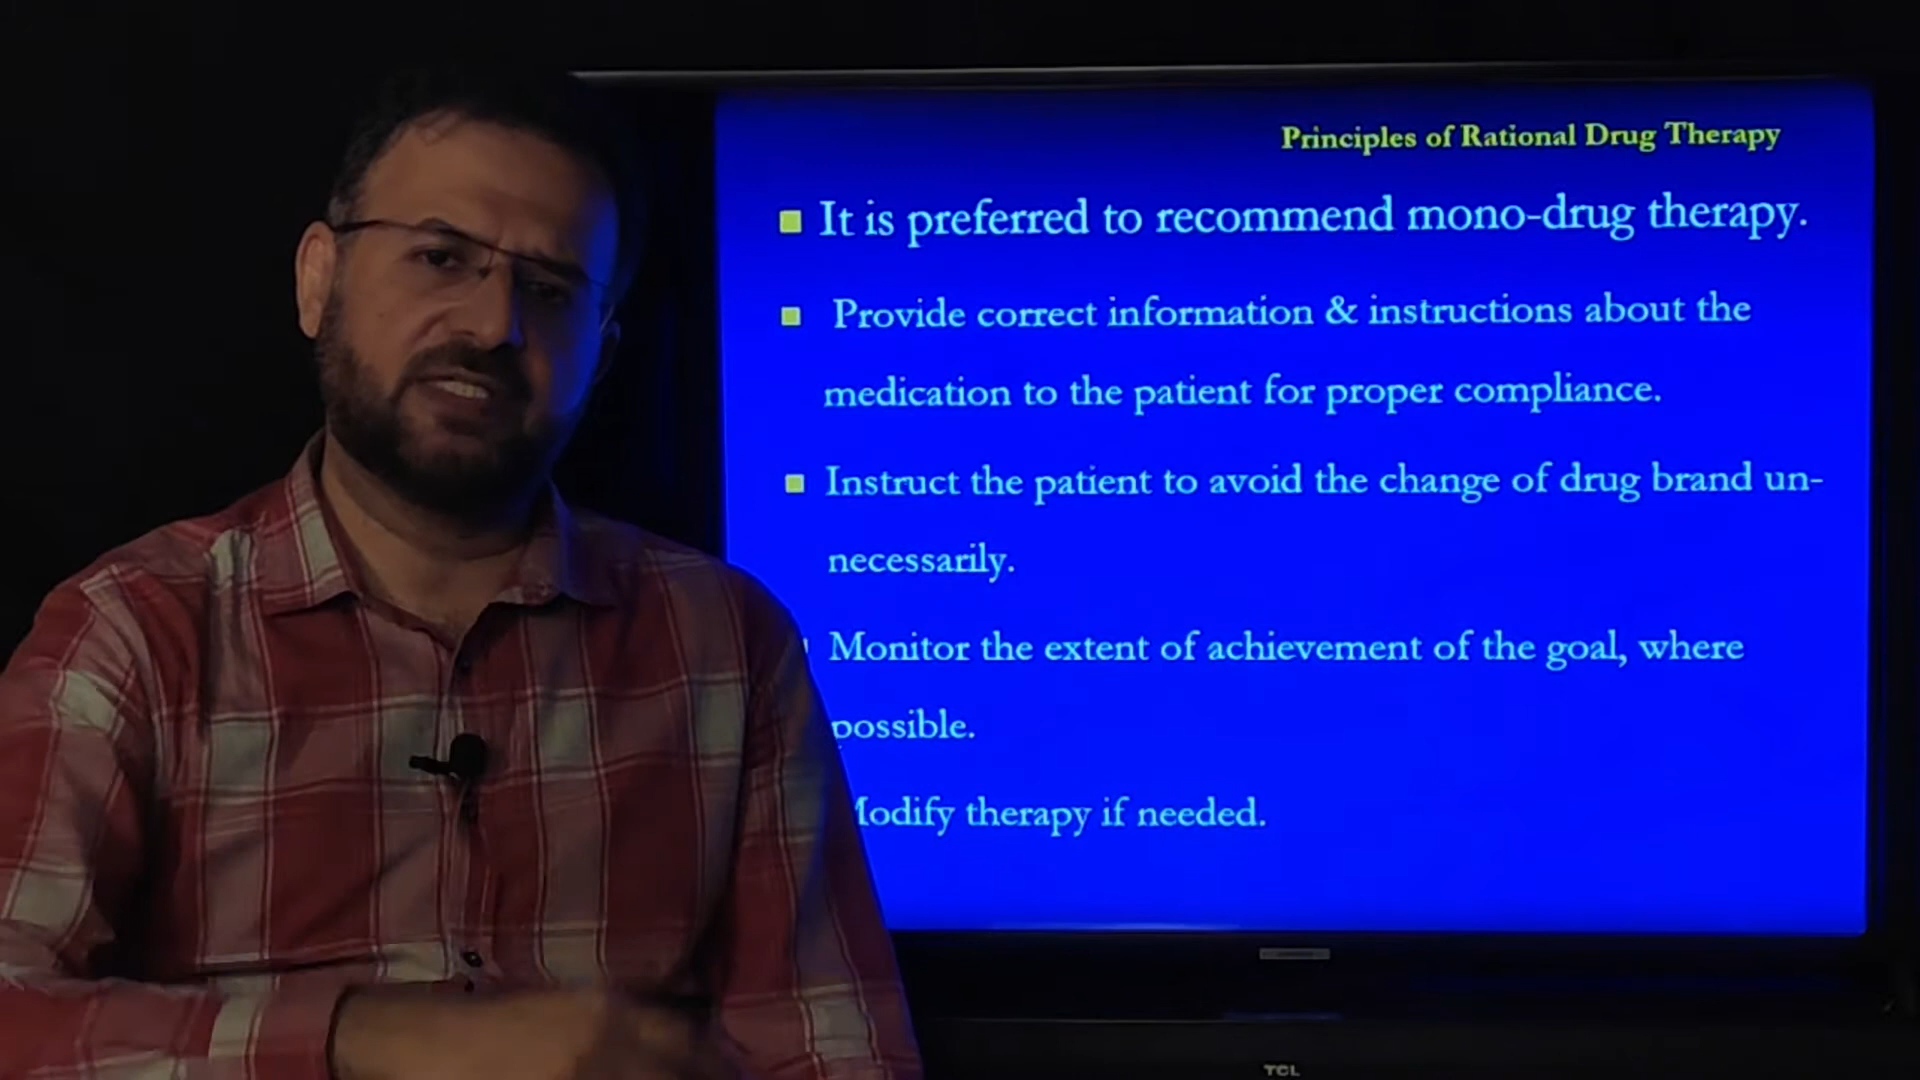 Principles of Rational Drug Therapy
It is preferred to recommend mono-drug therapy.
Provide correct information & instructions about the
medication to the patient for proper compliance.
Instruct the patient to avoid the change of drug brand un-
necessarily.
Monitor the extent of achievement of the goal, where
possible.
Modify therapy if needed.
TCL